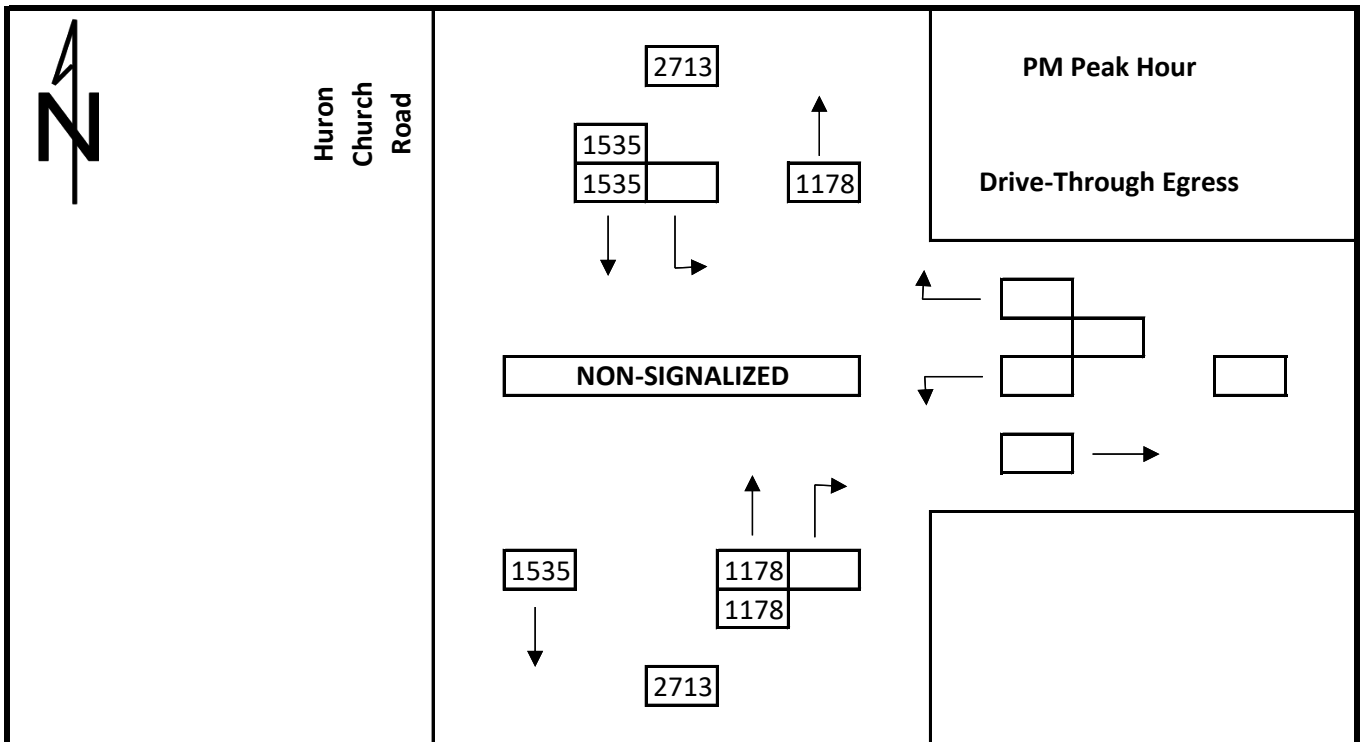 N
Huron
Church
Road
2713
1535
1535
1178
PM Peak Hour
Drive-Through Egress
NON-SIGNALIZED
1535
1178
1178
2713